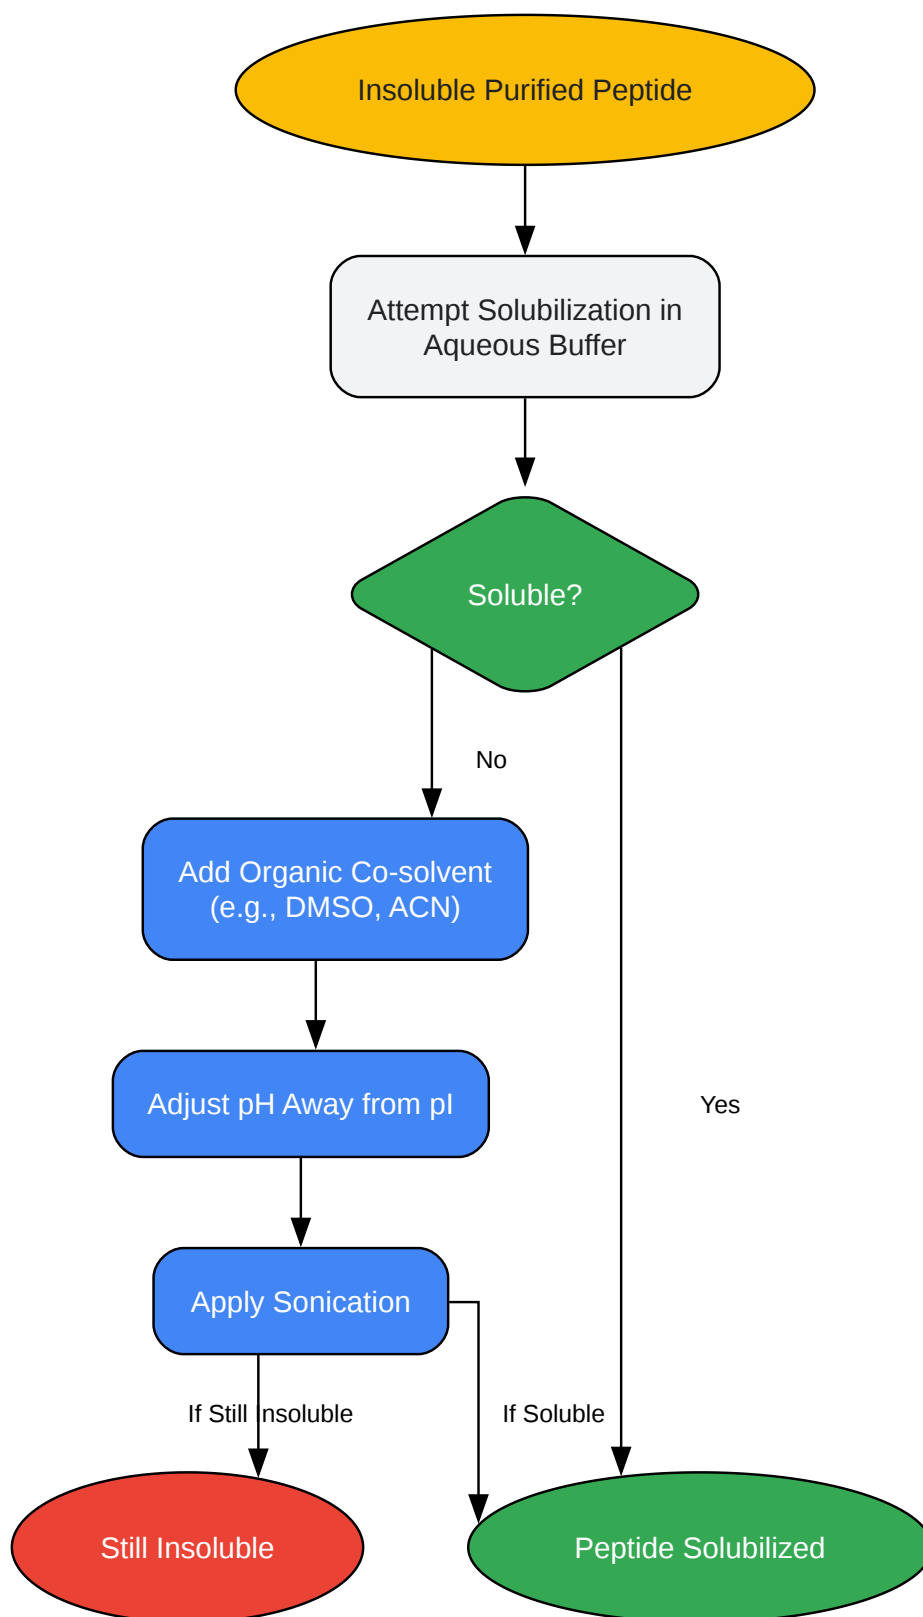 Insoluble Purified Peptide
Attempt Solubilization in
Aqueous Buffer
Soluble?
No
Add Organic Co-solvent
(e.g., DMSO, ACN)
Adjust pH Away from pI
Yes
Apply Sonication
If Still Insoluble
If Soluble
Still Insoluble
Peptide Solubilized